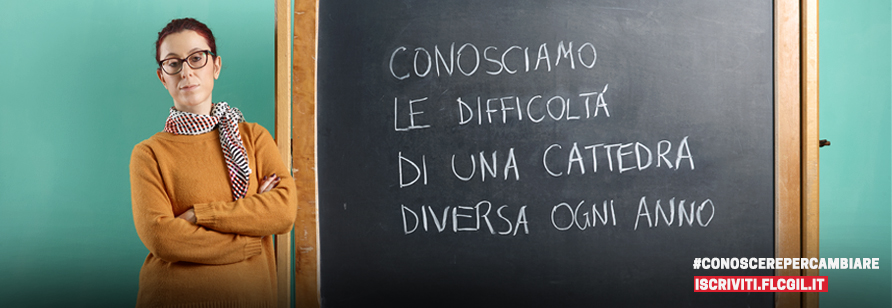 CONOSCIAMO
LE DIFFICOLTÁ
DI UNA CATTEDRA
DIVERSA OGNI ANNO
#CONOSCEREPERCAMBIARE
ISCRIVITI.FLCGIL.IT